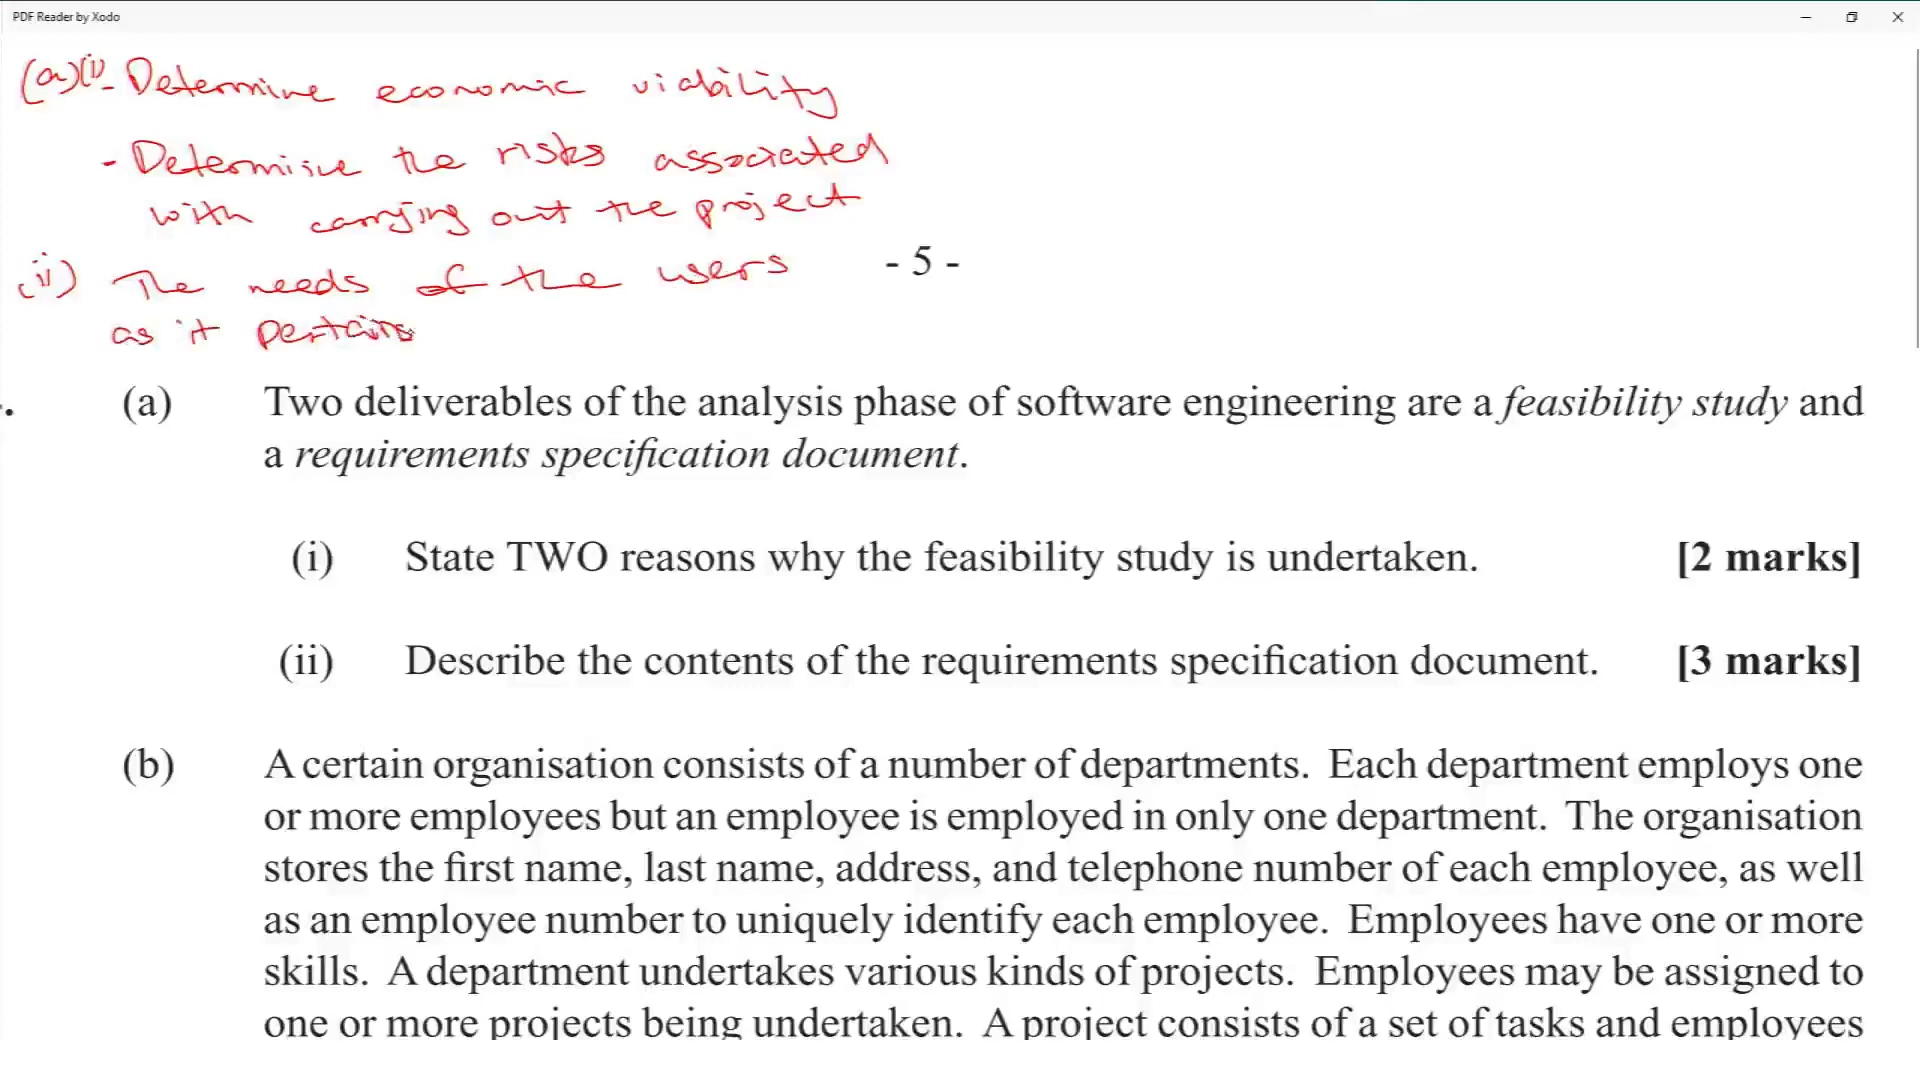 PDF Reader by Xodo
(a)(i) - Determine economic viability
- Determine the risks associated
with carrying out the project
(ii) The needs of the users
- 5 -
as it pertains
(a) Two deliverables of the analysis phase of software engineering are a feasibility study and
a requirements specification document.
(i) State TWO reasons why the feasibility study is undertaken. [2 marks]
(ii) Describe the contents of the requirements specification document. [3 marks]
(b) A certain organisation consists of a number of departments. Each department employs one
or more employees but an employee is employed in only one department. The organisation
stores the first name, last name, address, and telephone number of each employee, as well
as an employee number to uniquely identify each employee. Employees have one or more
skills. A department undertakes various kinds of projects. Employees may be assigned to
one or more projects being undertaken. A project consists of a set of tasks and employees